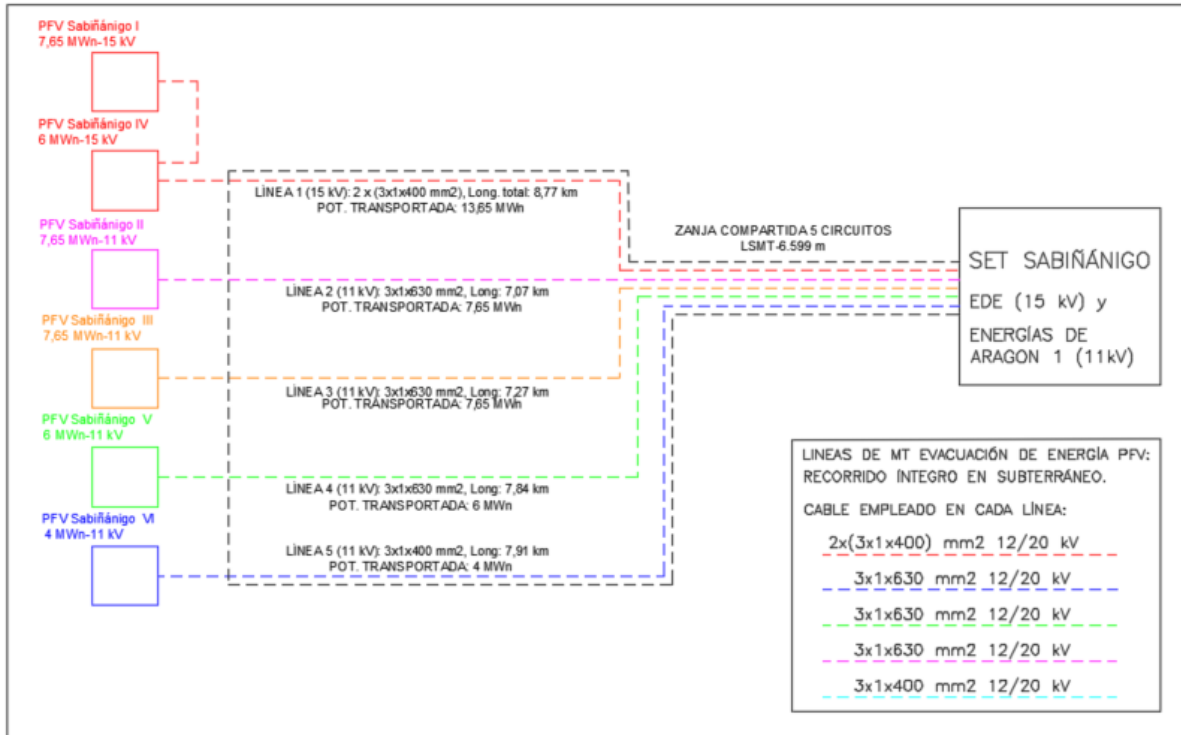 PFV Sabiñánigo I
7,65 MWn-15 kV
PFV Sabiñánigo IV
6 MWn-15 kV
LÌNEA 1 (15 kV): 2 x (3x1x400 mm2), Long. total: 8,77 km
POT. TRANSPORTADA: 13,65 MWn
PFV Sabiñánigo II
7,65 MWn-11 kV
LÌNEA 2 (11 kV): 3x1x630 mm2, Long: 7,07 km
POT. TRANSPORTADA: 7,65 MWn
PFV Sabiñánigo III
7,65 MWn-11 kV
LÌNEA 3 (11 kV): 3x1x630 mm2, Long: 7,27 km
POT. TRANSPORTADA: 7,65 MWn
PFV Sabiñánigo V
6 MWn-11 kV
LÌNEA 4 (11 kV): 3x1x630 mm2, Long: 7,84 km
POT. TRANSPORTADA: 6 MWn
PFV Sabiñánigo VI
4 MWn-11 kV
LÌNEA 5 (11 kV): 3x1x400 mm2, Long: 7,91 km
POT. TRANSPORTADA: 4 MWn
ZANJA COMPARTIDA 5 CIRCUITOS
LSMT-6.599 m
SET SABIÑÁNIGO
EDE (15 kV) y
ENERGÍAS DE
ARAGON 1 (11kV)
LINEAS DE MT EVACUACIÓN DE ENERGÍA PFV:
RECORRIDO ÍNTEGRO EN SUBTERRÁNEO.
CABLE EMPLEADO EN CADA LÍNEA:
2x(3x1x400) mm2 12/20 kV
3x1x630 mm2 12/20 kV
3x1x630 mm2 12/20 kV
3x1x630 mm2 12/20 kV
3x1x400 mm2 12/20 kV